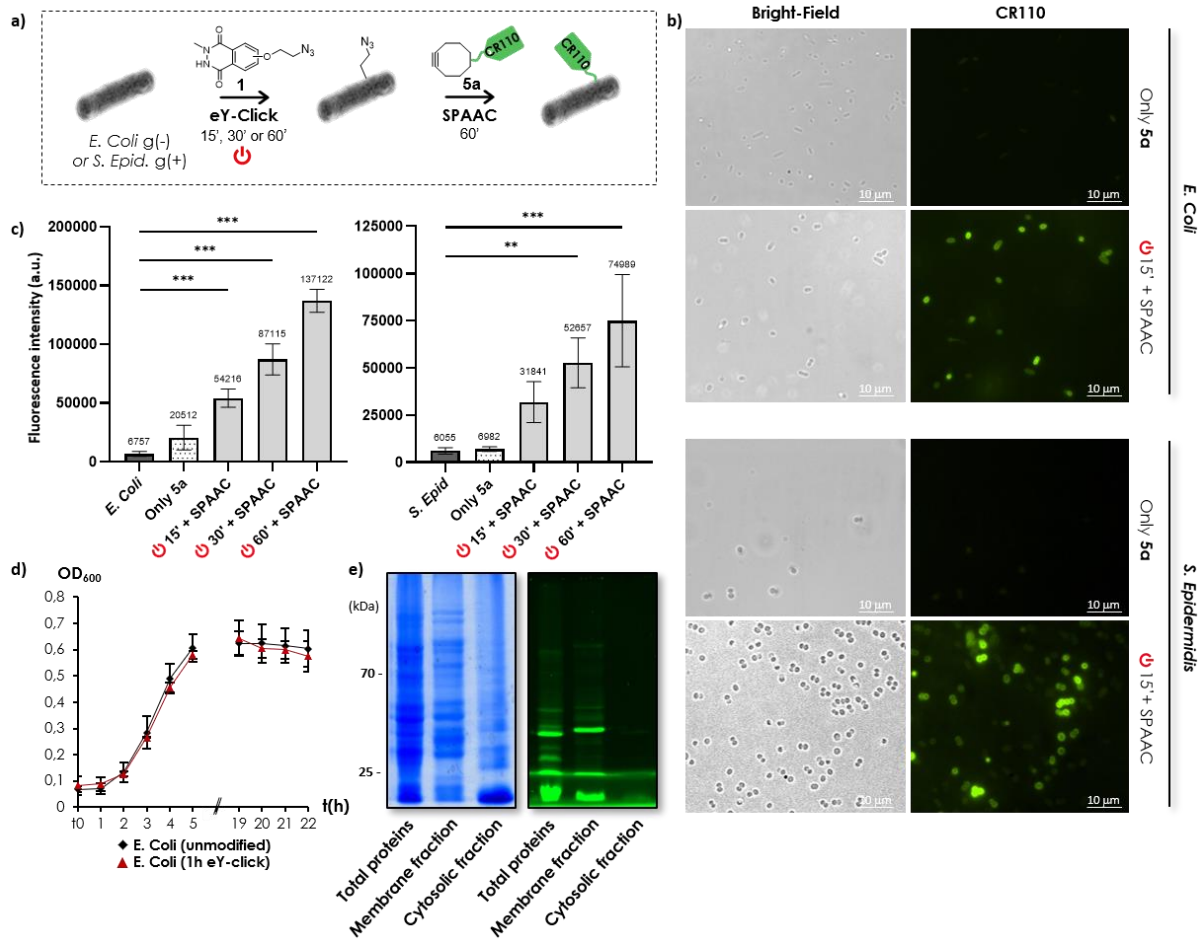 a)
O
N
HN
O
O
N₃
1
eY-Click
15’, 30’ or 60’
E. Coli g(-)
or S. Epid. g(+)
N₃
CR110
5a
SPAAC
60’
CR110
b)
Bright-Field
CR110
Only 5a
10 µm
10 µm
15’ + SPAAC
10 µm
10 µm
E. Coli
Only 5a
10 µm
10 µm
15’+ SPAAC
10 µm
10 µm
S. Epidermidis
c)
Fluorescence intensity (a.u.)
200000
150000
100000
50000
0
***
***
***
6757
20512
54216
87115
137122
E. Coli
Only 5a
15’ + SPAAC
30’ + SPAAC
60’ + SPAAC
125000
100000
75000
50000
25000
0
***
**
6055
6982
31841
52657
74989
S. Epid
Only 5a
15’ + SPAAC
30’ + SPAAC
60’ + SPAAC
d)
OD600
0,8
0,7
0,6
0,5
0,4
0,3
0,2
0,1
0
t0 1 2 3 4 5 // 19 20 21 22
t(h)
E. Coli (unmodified)
E. Coli (1h eY-click)
e)
(kDa)
70 -
25 -
Total proteins
Membrane fraction
Cytosolic fraction
Total proteins
Membrane fraction
Cytosolic fraction